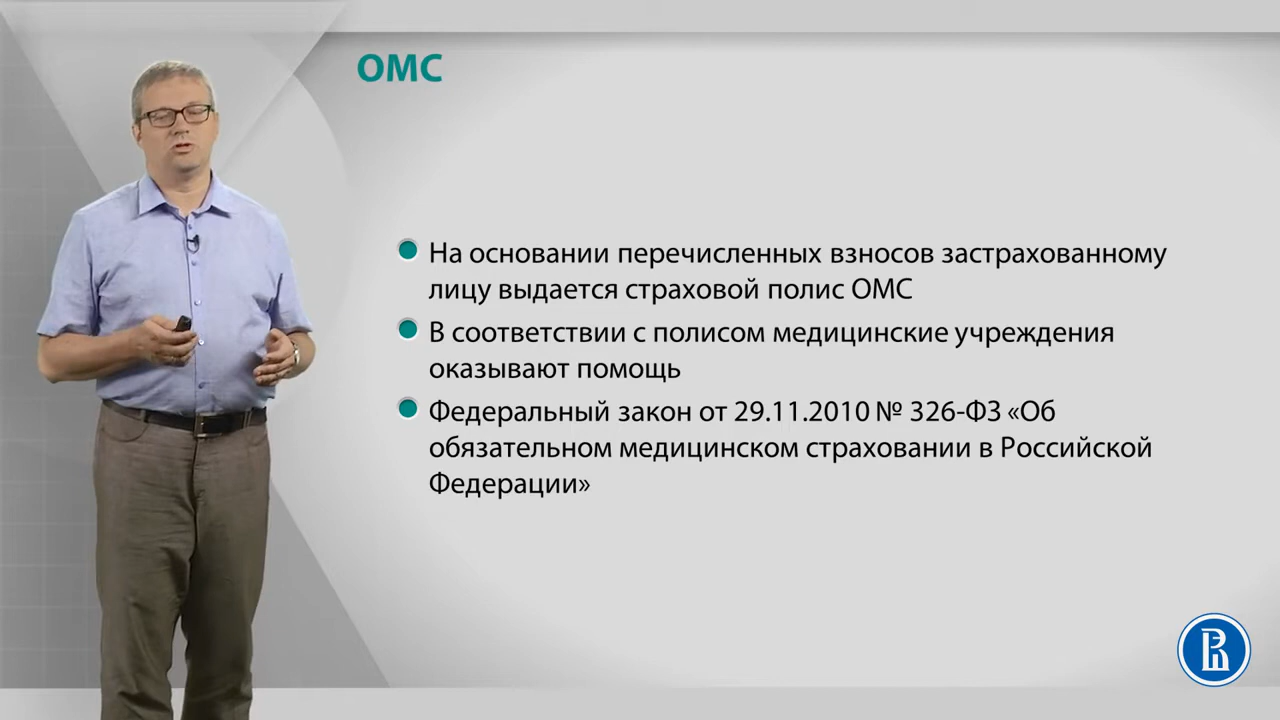 ОМС
На основании перечисленных взносов застрахованному
лицу выдается страховой полис ОМС
В соответствии с полисом медицинские учреждения
оказывают помощь
Федеральный закон от 29.11.2010 № 326-ФЗ «Об
обязательном медицинском страховании в Российской
Федерации»